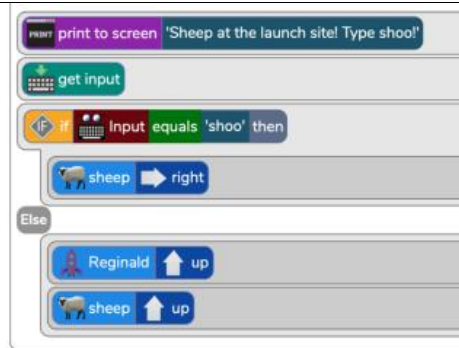 PRINT print to screen 'Sheep at the launch site! Type shoo!'
get input
IF if Input equals 'shoo' then
sheep right
Else
Reginald up
sheep up